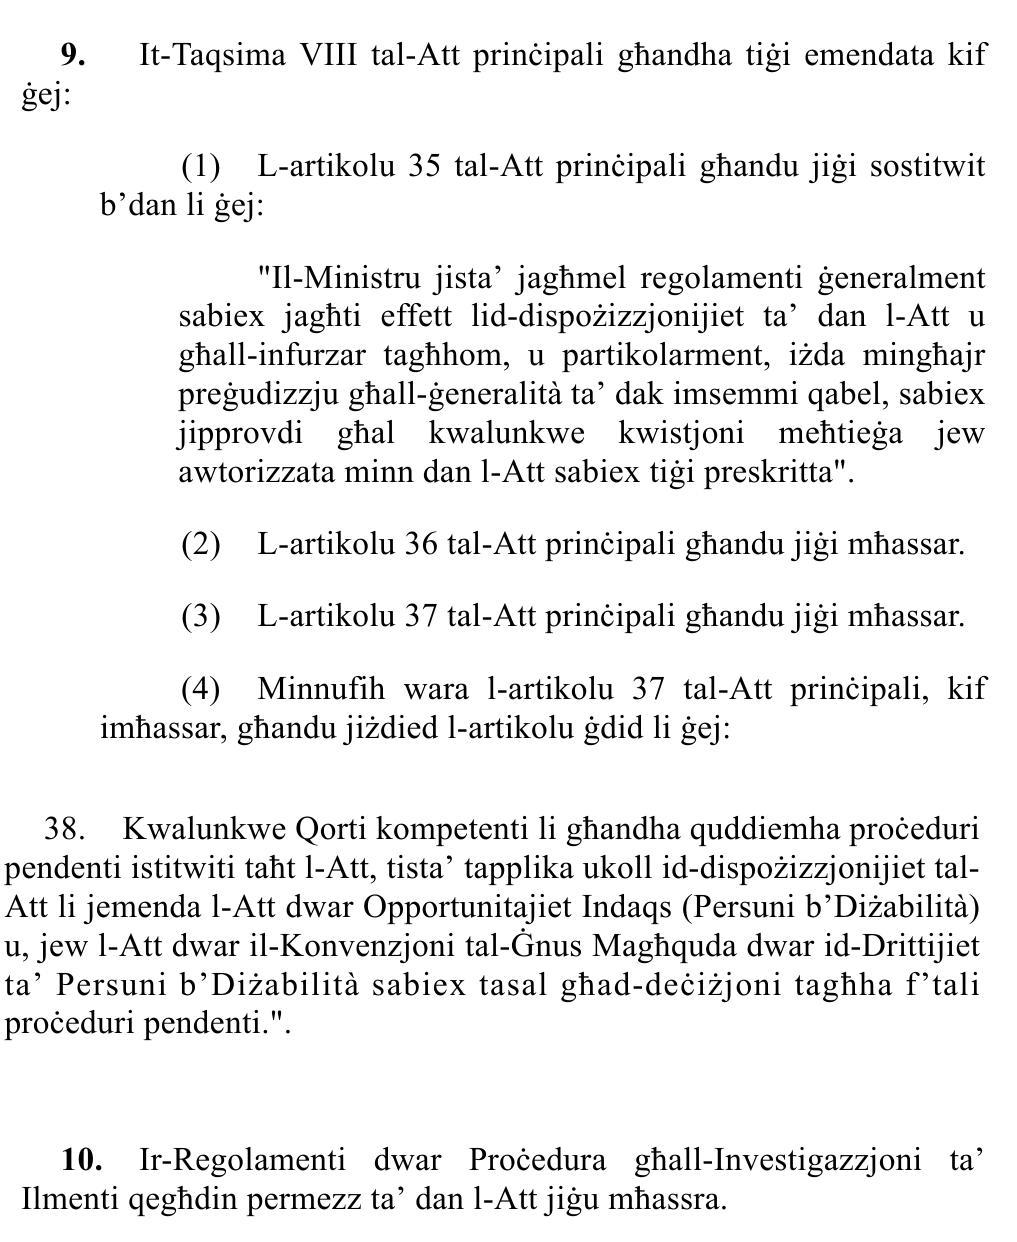 9. It-Taqsima VIII tal-Att prinċipali għandha tiġi emendata kif
ġej:
(1) L-artikolu 35 tal-Att prinċipali għandu jiġi sostitwit
b’dan li ġej:
"Il-Ministru jista’ jagħmel regolamenti ġeneralment
sabiex jagħti effett lid-dispożizzjonijiet ta’ dan l-Att u
għall-infurzar tagħhom, u partikolarment, iżda mingħajr
preġudizzju għall-ġeneralità ta’ dak imsemmi qabel, sabiex
jipprovdi għal kwalunkwe kwistjoni meħtieġa jew
awtorizzata minn dan l-Att sabiex tiġi preskritta".
(2) L-artikolu 36 tal-Att prinċipali għandu jiġi mħassar.
(3) L-artikolu 37 tal-Att prinċipali għandu jiġi mħassar.
(4) Minnufih wara l-artikolu 37 tal-Att prinċipali, kif
imħassar, għandu jiżdied l-artikolu ġdid li ġej:
38. Kwalunkwe Qorti kompetenti li għandha quddiemha proċeduri
pendenti istitwiti taħt l-Att, tista’ tapplika ukoll id-dispożizzjonijiet tal-
Att li jemenda l-Att dwar Opportunitajiet Indaqs (Persuni b’Diżabilità)
u, jew l-Att dwar il-Konvenzjoni tal-Ġnus Magħquda dwar id-Drittijiet
ta’ Persuni b’Diżabilità sabiex tasal għad-deċiżjoni tagħha f’tali
proċeduri pendenti.".
10. Ir-Regolamenti dwar Proċedura għall-Investigazzjoni ta’
Ilmenti qegħdin permezz ta’ dan l-Att jiġu mħassra.